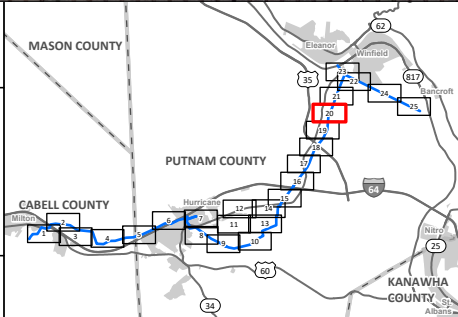 62
Eleanor
Winfield
MASON COUNTY
23
35
22
817
21
24
Bancroft
25
20
19
18
PUTNAM COUNTY
17
16
64
15
Hurricane
CABELL COUNTY
12
14
Milton
2
6
7
11
13
1
3
4
5
8
9
10
Nitro
25
60
KANAWHA
COUNTY
St.
Albans
34